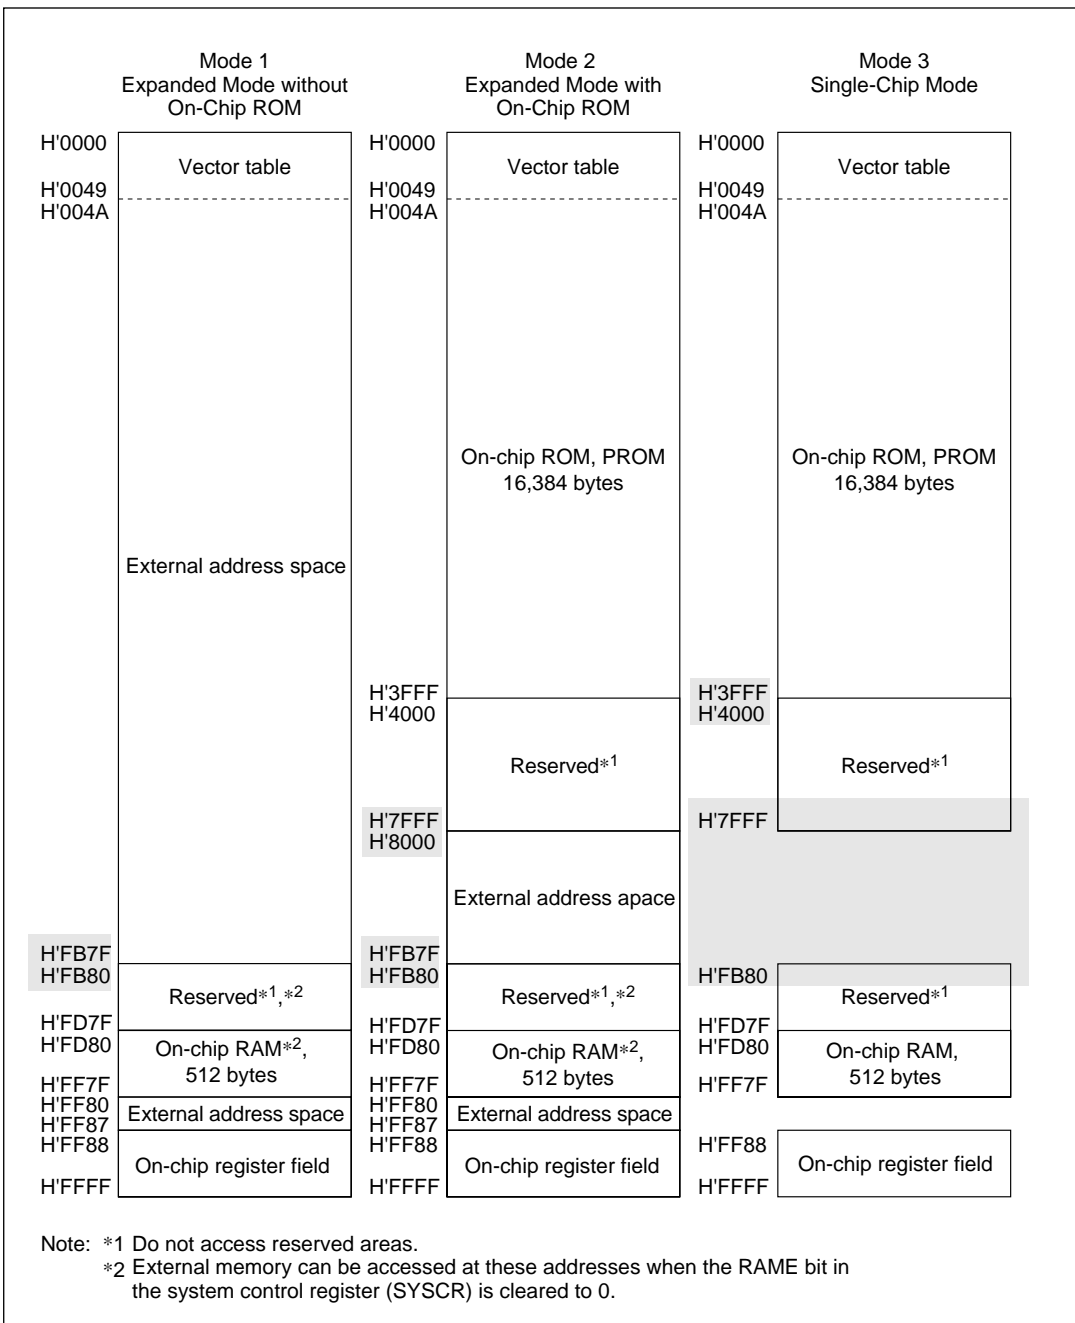 Mode 1
Expanded Mode without
On-Chip ROM
H'0000
Vector table
H'0049
H'004A
External address space
H'FB7F
H'FB80
Reserved*1,*2
H'FD7F
H'FD80
On-chip RAM*2,
512 bytes
H'FF7F
H'FF80
External address space
H'FF87
H'FF88
On-chip register field
H'FFFF
Mode 2
Expanded Mode with
On-Chip ROM
H'0000
Vector table
H'0049
H'004A
On-chip ROM, PROM
16,384 bytes
H'3FFF
H'4000
Reserved*1
H'7FFF
H'8000
External address apace
H'FB7F
H'FB80
Reserved*1,*2
H'FD7F
H'FD80
On-chip RAM*2,
512 bytes
H'FF7F
H'FF80
External address space
H'FF87
H'FF88
On-chip register field
H'FFFF
Mode 3
Single-Chip Mode
H'0000
Vector table
H'0049
H'004A
On-chip ROM, PROM
16,384 bytes
H'3FFF
H'4000
Reserved*1
H'7FFF
H'FB80
Reserved*1
H'FD7F
H'FD80
On-chip RAM,
512 bytes
H'FF7F
H'FF88
On-chip register field
H'FFFF
Note: *1 Do not access reserved areas.
*2 External memory can be accessed at these addresses when the RAME bit in
the system control register (SYSCR) is cleared to 0.